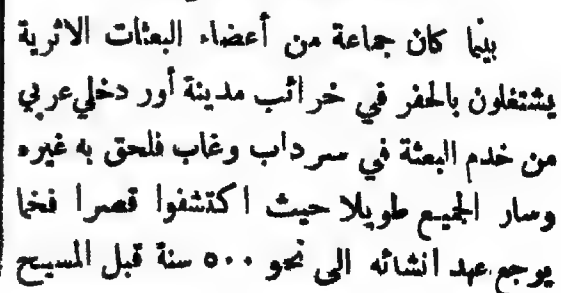 بينما كان جماعة من أعضاء البعثات الاثرية
يشتغلون بالحفر في خرائب مدينة أور دخل عربي
من خدم البعثة في سرداب وغاب فلحق به غيره
وسار الجميع طويلا حيث اكتشفوا قصرا فخما
يرجع عهد انشائه الى نحو ٥٠٠ سنة قبل المسيح